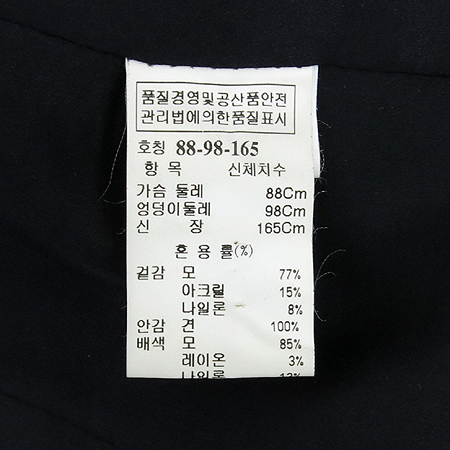 품질경영및공산품안전
관리법에의한품질표시
호칭 88-98-165
항 목 신체치수
가슴 둘레 88Cm
엉덩이둘레 98Cm
신 장 165Cm
혼 용 률(%)
겉감 모 77%
아크릴 15%
나일론 8%
안감 견 100%
배색 모 85%
레이온 3%
나일론